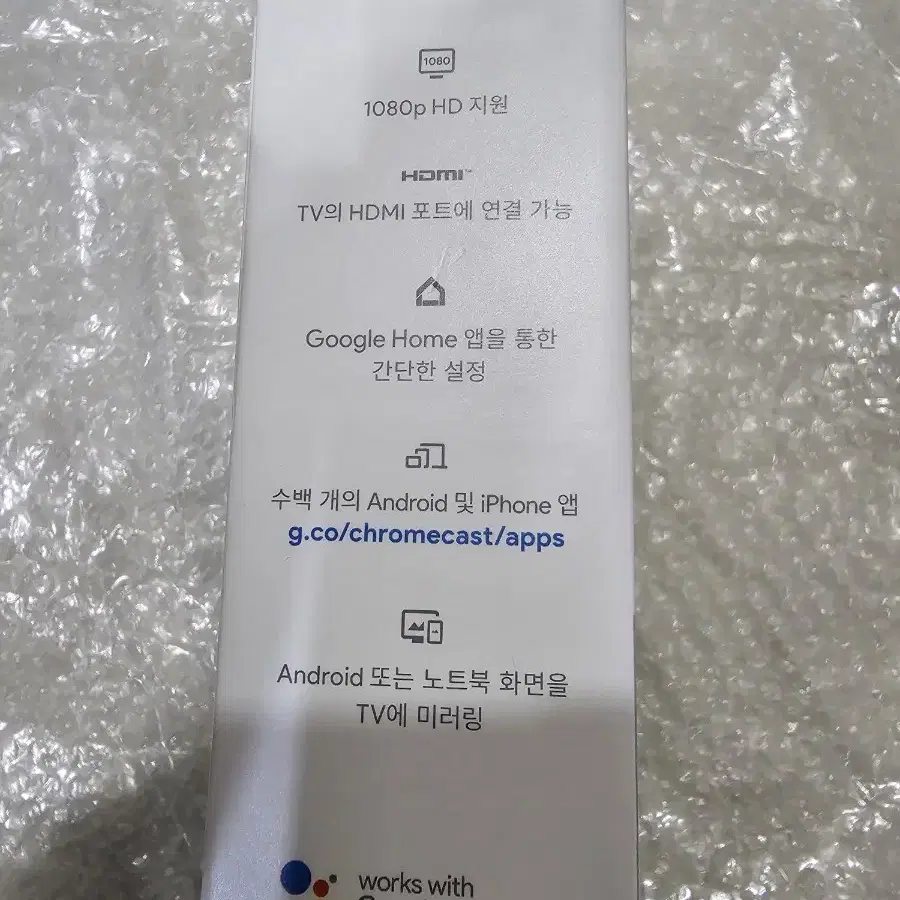 1080
1080p HD 지원
HDMI™
TV의 HDMI 포트에 연결 가능
Google Home 앱을 통한
간단한 설정
수백 개의 Android 및 iPhone 앱
g.co/chromecast/apps
Android 또는 노트북 화면을
TV에 미러링
works with